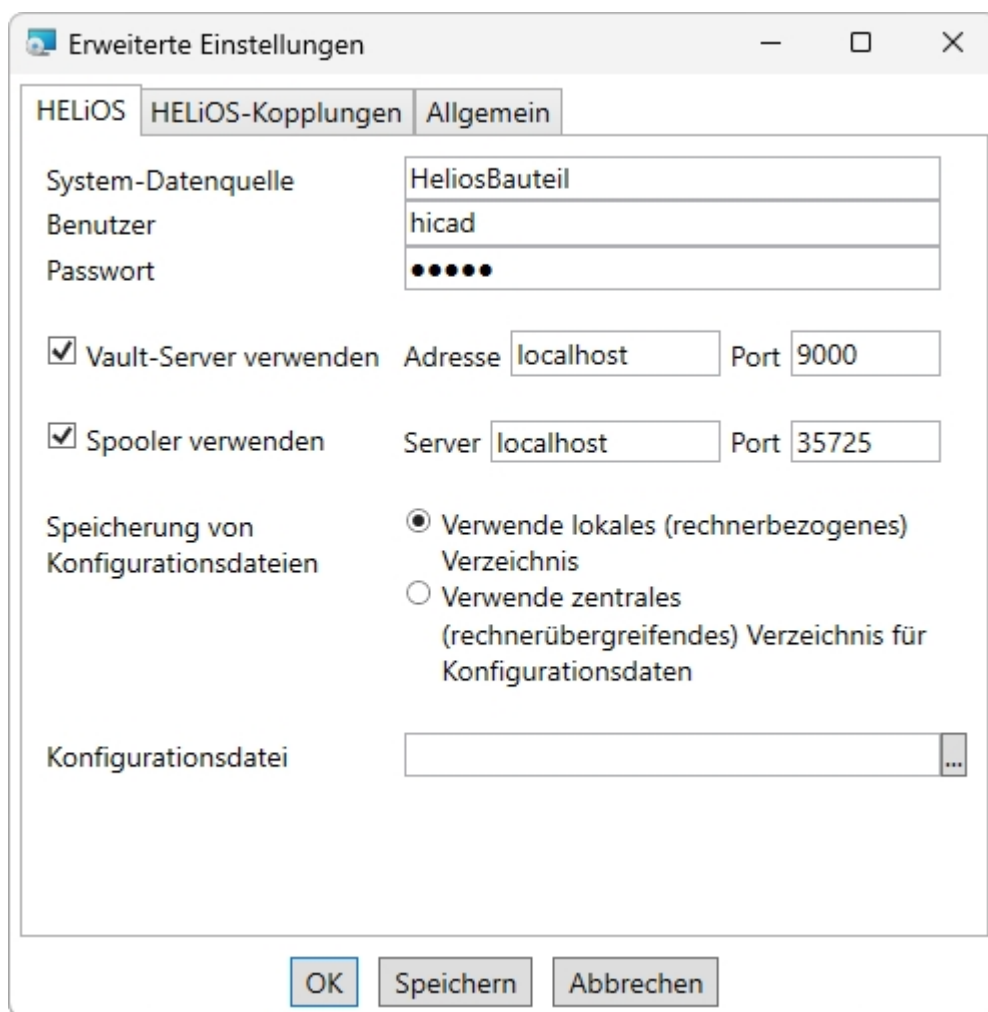 Erweiterte Einstellungen
HELiOS HELiOS-Kopplungen Allgemein
System-Datenquelle HeliosBauteil
Benutzer hicad
Passwort ●●●●●
Vault-Server verwenden Adresse localhost Port 9000
Spooler verwenden Server localhost Port 35725
Speicherung von
Konfigurationsdateien
Verwende lokales (rechnerbezogenes)
Verzeichnis
Verwende zentrales
(rechnerübergreifendes) Verzeichnis für
Konfigurationsdaten
Konfigurationsdatei ...
OK Speichern Abbrechen